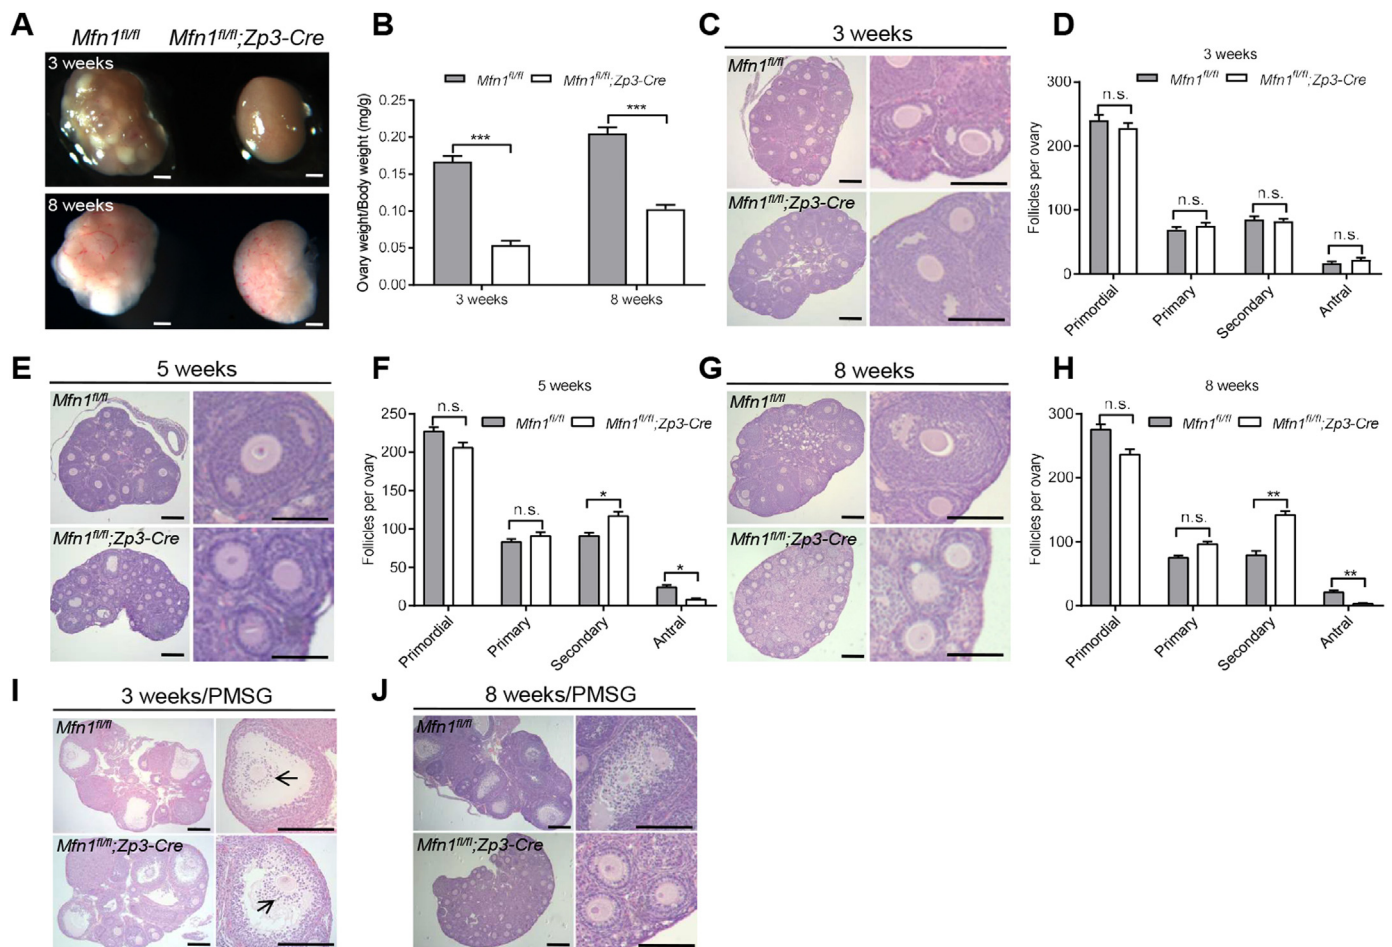 A
Mfn1fl/fl Mfn1fl/fl;Zp3-Cre
3 weeks
8 weeks
B
Mfn1fl/fl Mfn1fl/fl;Zp3-Cre
Ovary weight/Body weight (mg/g)
0.25
0.20
0.15
0.10
0.05
0.00
***
***
3 weeks 8 weeks
C
3 weeks
Mfn1fl/fl
Mfn1fl/fl;Zp3-Cre
D
3 weeks
Mfn1fl/fl Mfn1fl/fl;Zp3-Cre
Follicles per ovary
300
200
100
0
n.s.
n.s.
n.s.
n.s.
Primordial Primary Secondary Antral
E
5 weeks
Mfn1fl/fl
Mfn1fl/fl;Zp3-Cre
F
5 weeks
Mfn1fl/fl Mfn1fl/fl;Zp3-Cre
Follicles per ovary
250
200
150
100
50
0
n.s.
n.s.
*
*
Primordial Primary Secondary Antral
G
8 weeks
Mfn1fl/fl
Mfn1fl/fl;Zp3-Cre
H
8 weeks
Mfn1fl/fl Mfn1fl/fl;Zp3-Cre
Follicles per ovary
300
200
100
0
n.s.
n.s.
**
**
Primordial Primary Secondary Antral
I
3 weeks/PMSG
Mfn1fl/fl
Mfn1fl/fl;Zp3-Cre
J
8 weeks/PMSG
Mfn1fl/fl
Mfn1fl/fl;Zp3-Cre